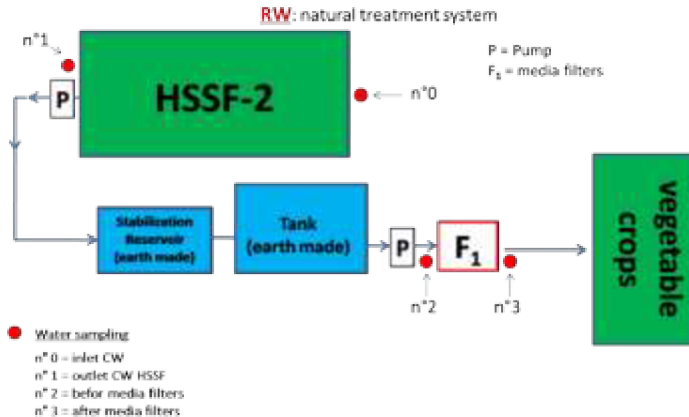 RW: natural treatment system
n°1
P = Pump
F₁ = media filters
P
HSSF-2
n°0
Stabilization
Reservoir
(earth made)
Tank
(earth made)
P
F₁
vegetable
crops
n°2
n°3
Water sampling
n° 0 = inlet CW
n° 1 = outlet CW HSSF
n° 2 = befor media filters
n° 3 = after media filters